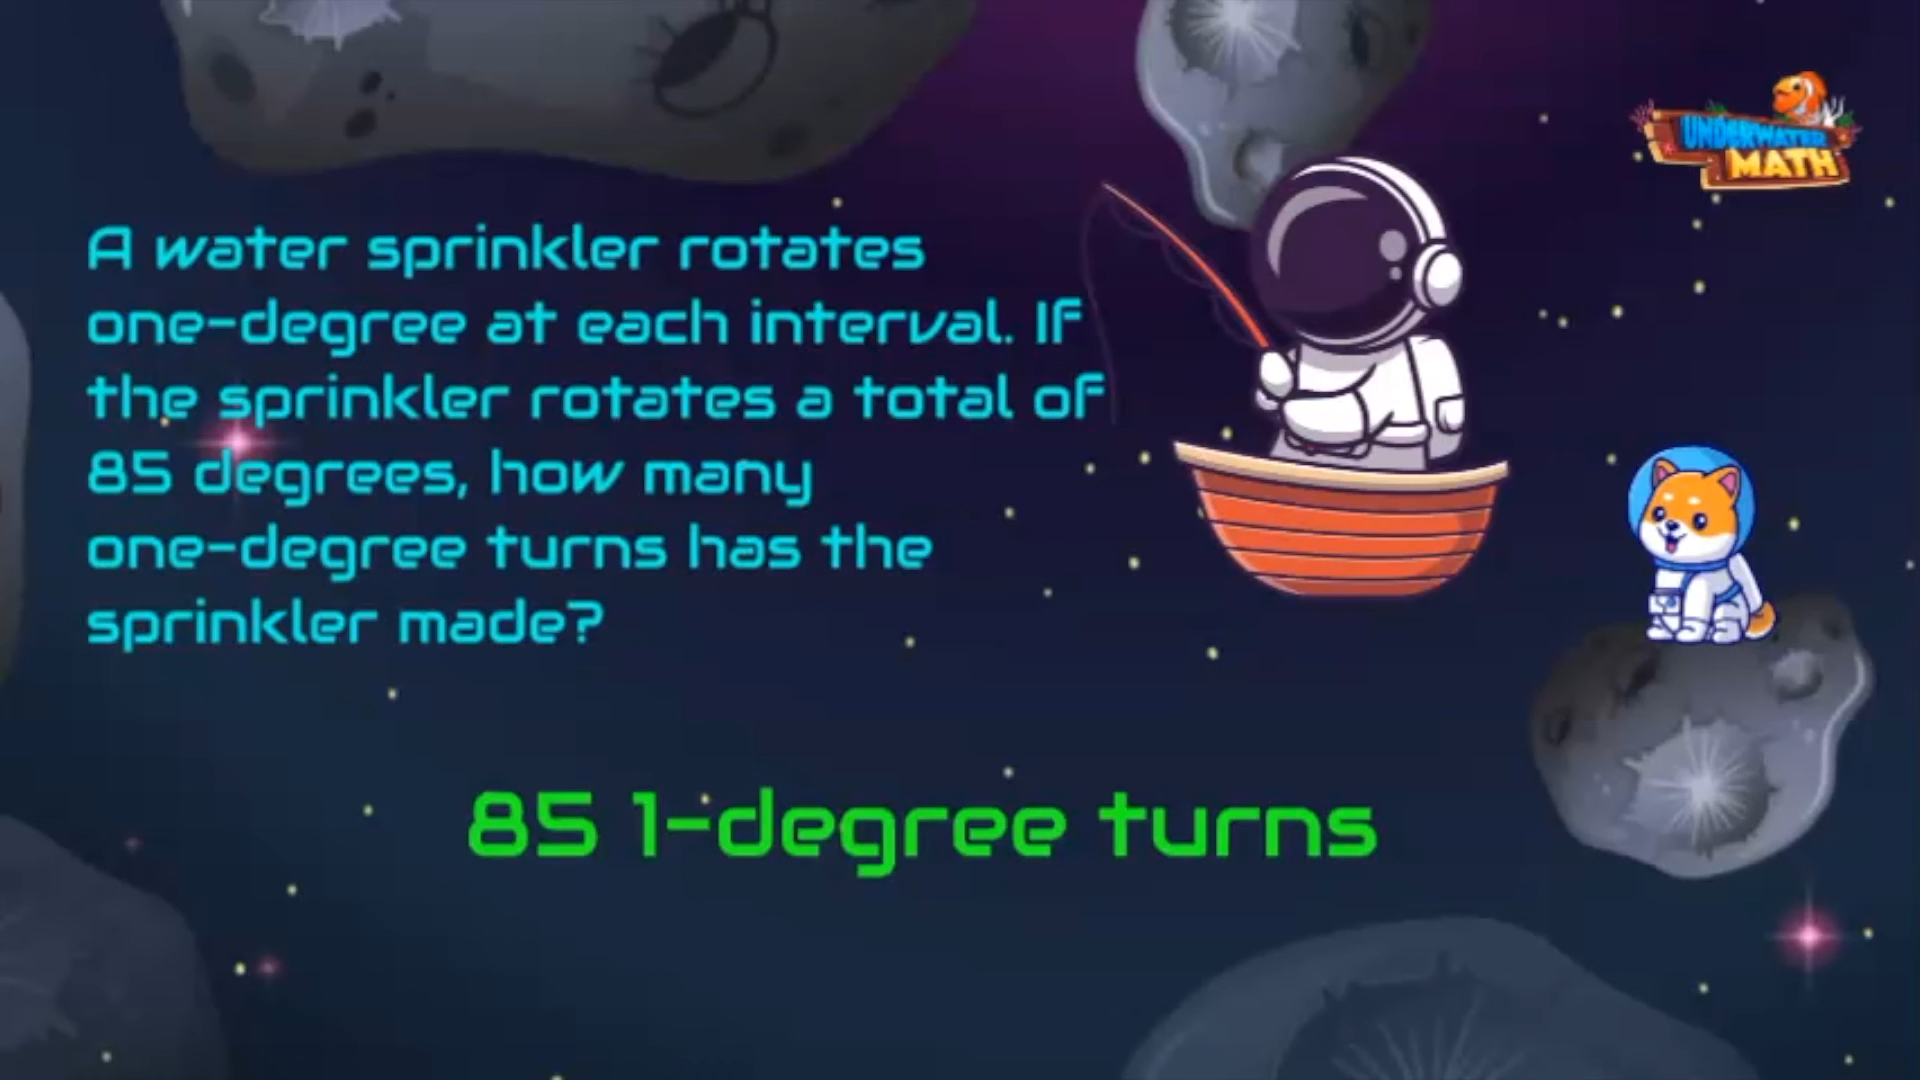 UNDERWATER
MATH
A water sprinkler rotates
one-degree at each interval. If
the sprinkler rotates a total of
85 degrees, how many
one-degree turns has the
sprinkler made?
85 1-degree turns